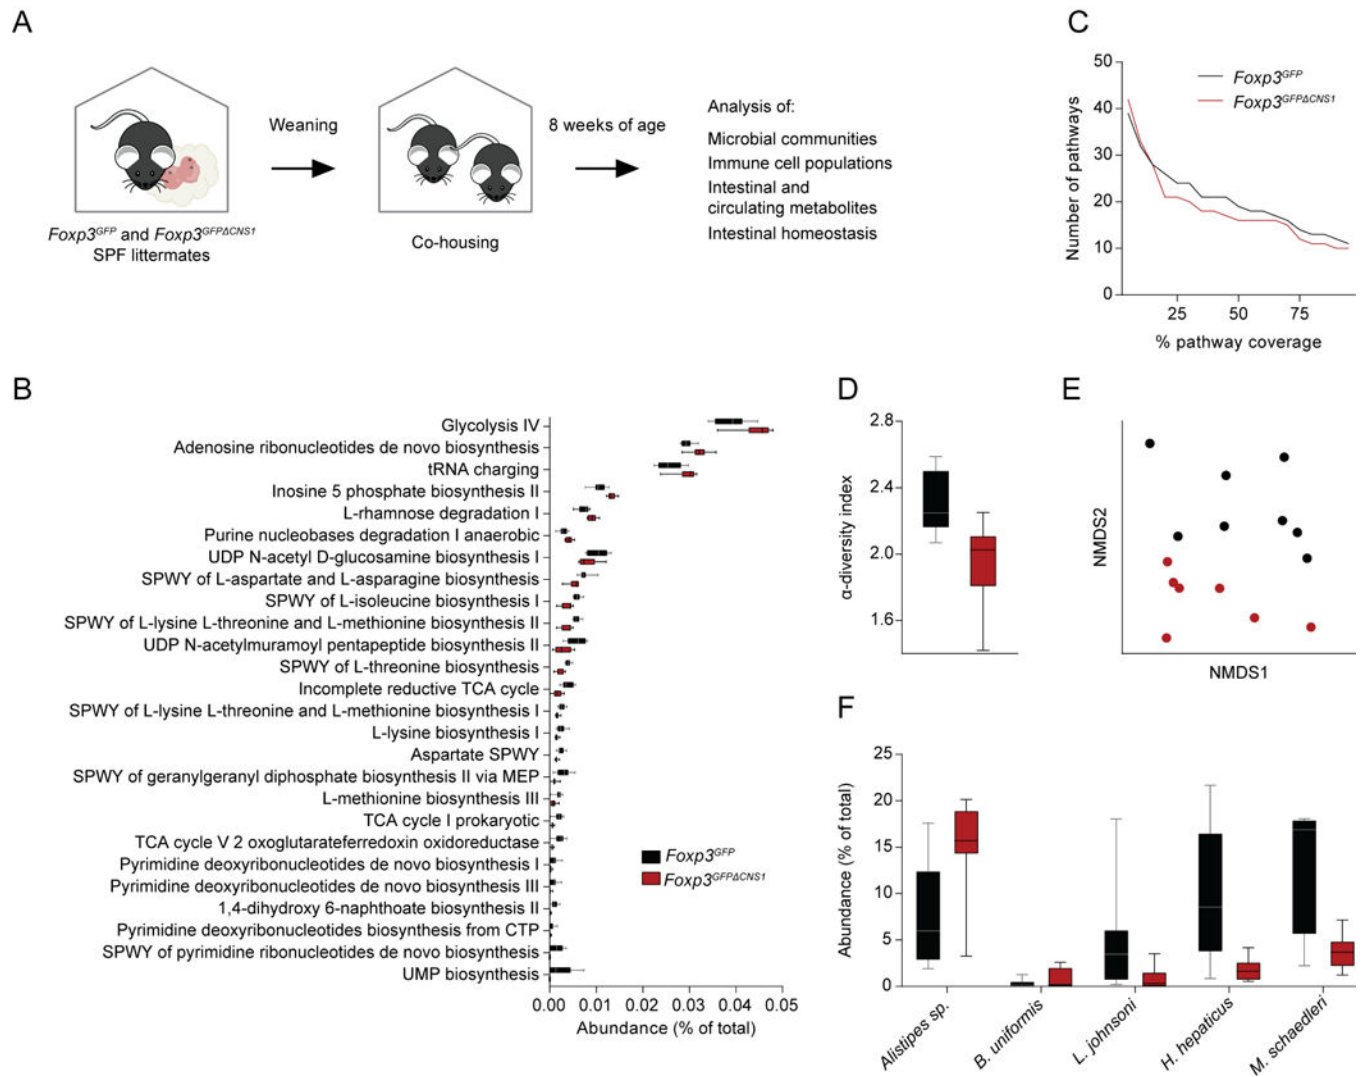 A
Weaning
8 weeks of age
Analysis of:
Microbial communities
Immune cell populations
Intestinal and
circulating metabolites
Intestinal homeostasis
Foxp3GFP and Foxp3GFPΔCNS1
SPF littermates
Co-housing
C
50
40
30
20
10
0
Number of pathways
Foxp3GFP
Foxp3GFPΔCNS1
25
50
75
% pathway coverage
B
Glycolysis IV
Adenosine ribonucleotides de novo biosynthesis
tRNA charging
Inosine 5 phosphate biosynthesis II
L-rhamnose degradation I
Purine nucleobases degradation I anaerobic
UDP N-acetyl D-glucosamine biosynthesis I
SPWY of L-aspartate and L-asparagine biosynthesis
SPWY of L-isoleucine biosynthesis I
SPWY of L-lysine L-threonine and L-methionine biosynthesis II
UDP N-acetylmuramoyl pentapeptide biosynthesis II
SPWY of L-threonine biosynthesis
Incomplete reductive TCA cycle
SPWY of L-lysine L-threonine and L-methionine biosynthesis I
L-lysine biosynthesis I
Aspartate SPWY
SPWY of geranylgeranyl diphosphate biosynthesis II via MEP
L-methionine biosynthesis III
TCA cycle I prokaryotic
TCA cycle V 2 oxoglutarateferredoxin oxidoreductase
Pyrimidine deoxyribonucleotides de novo biosynthesis I
Pyrimidine deoxyribonucleotides de novo biosynthesis III
1,4-dihydroxy 6-naphthoate biosynthesis II
Pyrimidine deoxyribonucleotides biosynthesis from CTP
SPWY of pyrimidine ribonucleotides de novo biosynthesis
UMP biosynthesis
Foxp3GFP
Foxp3GFPΔCNS1
0.00
0.01
0.02
0.03
0.04
0.05
Abundance (% of total)
D
2.8
2.4
2.0
1.6
α-diversity index
E
NMDS2
NMDS1
F
25
20
15
10
5
0
Abundance (% of total)
Alistipes sp.
B. uniformis
L. johnsoni
H. hepaticus
M. schaedleri